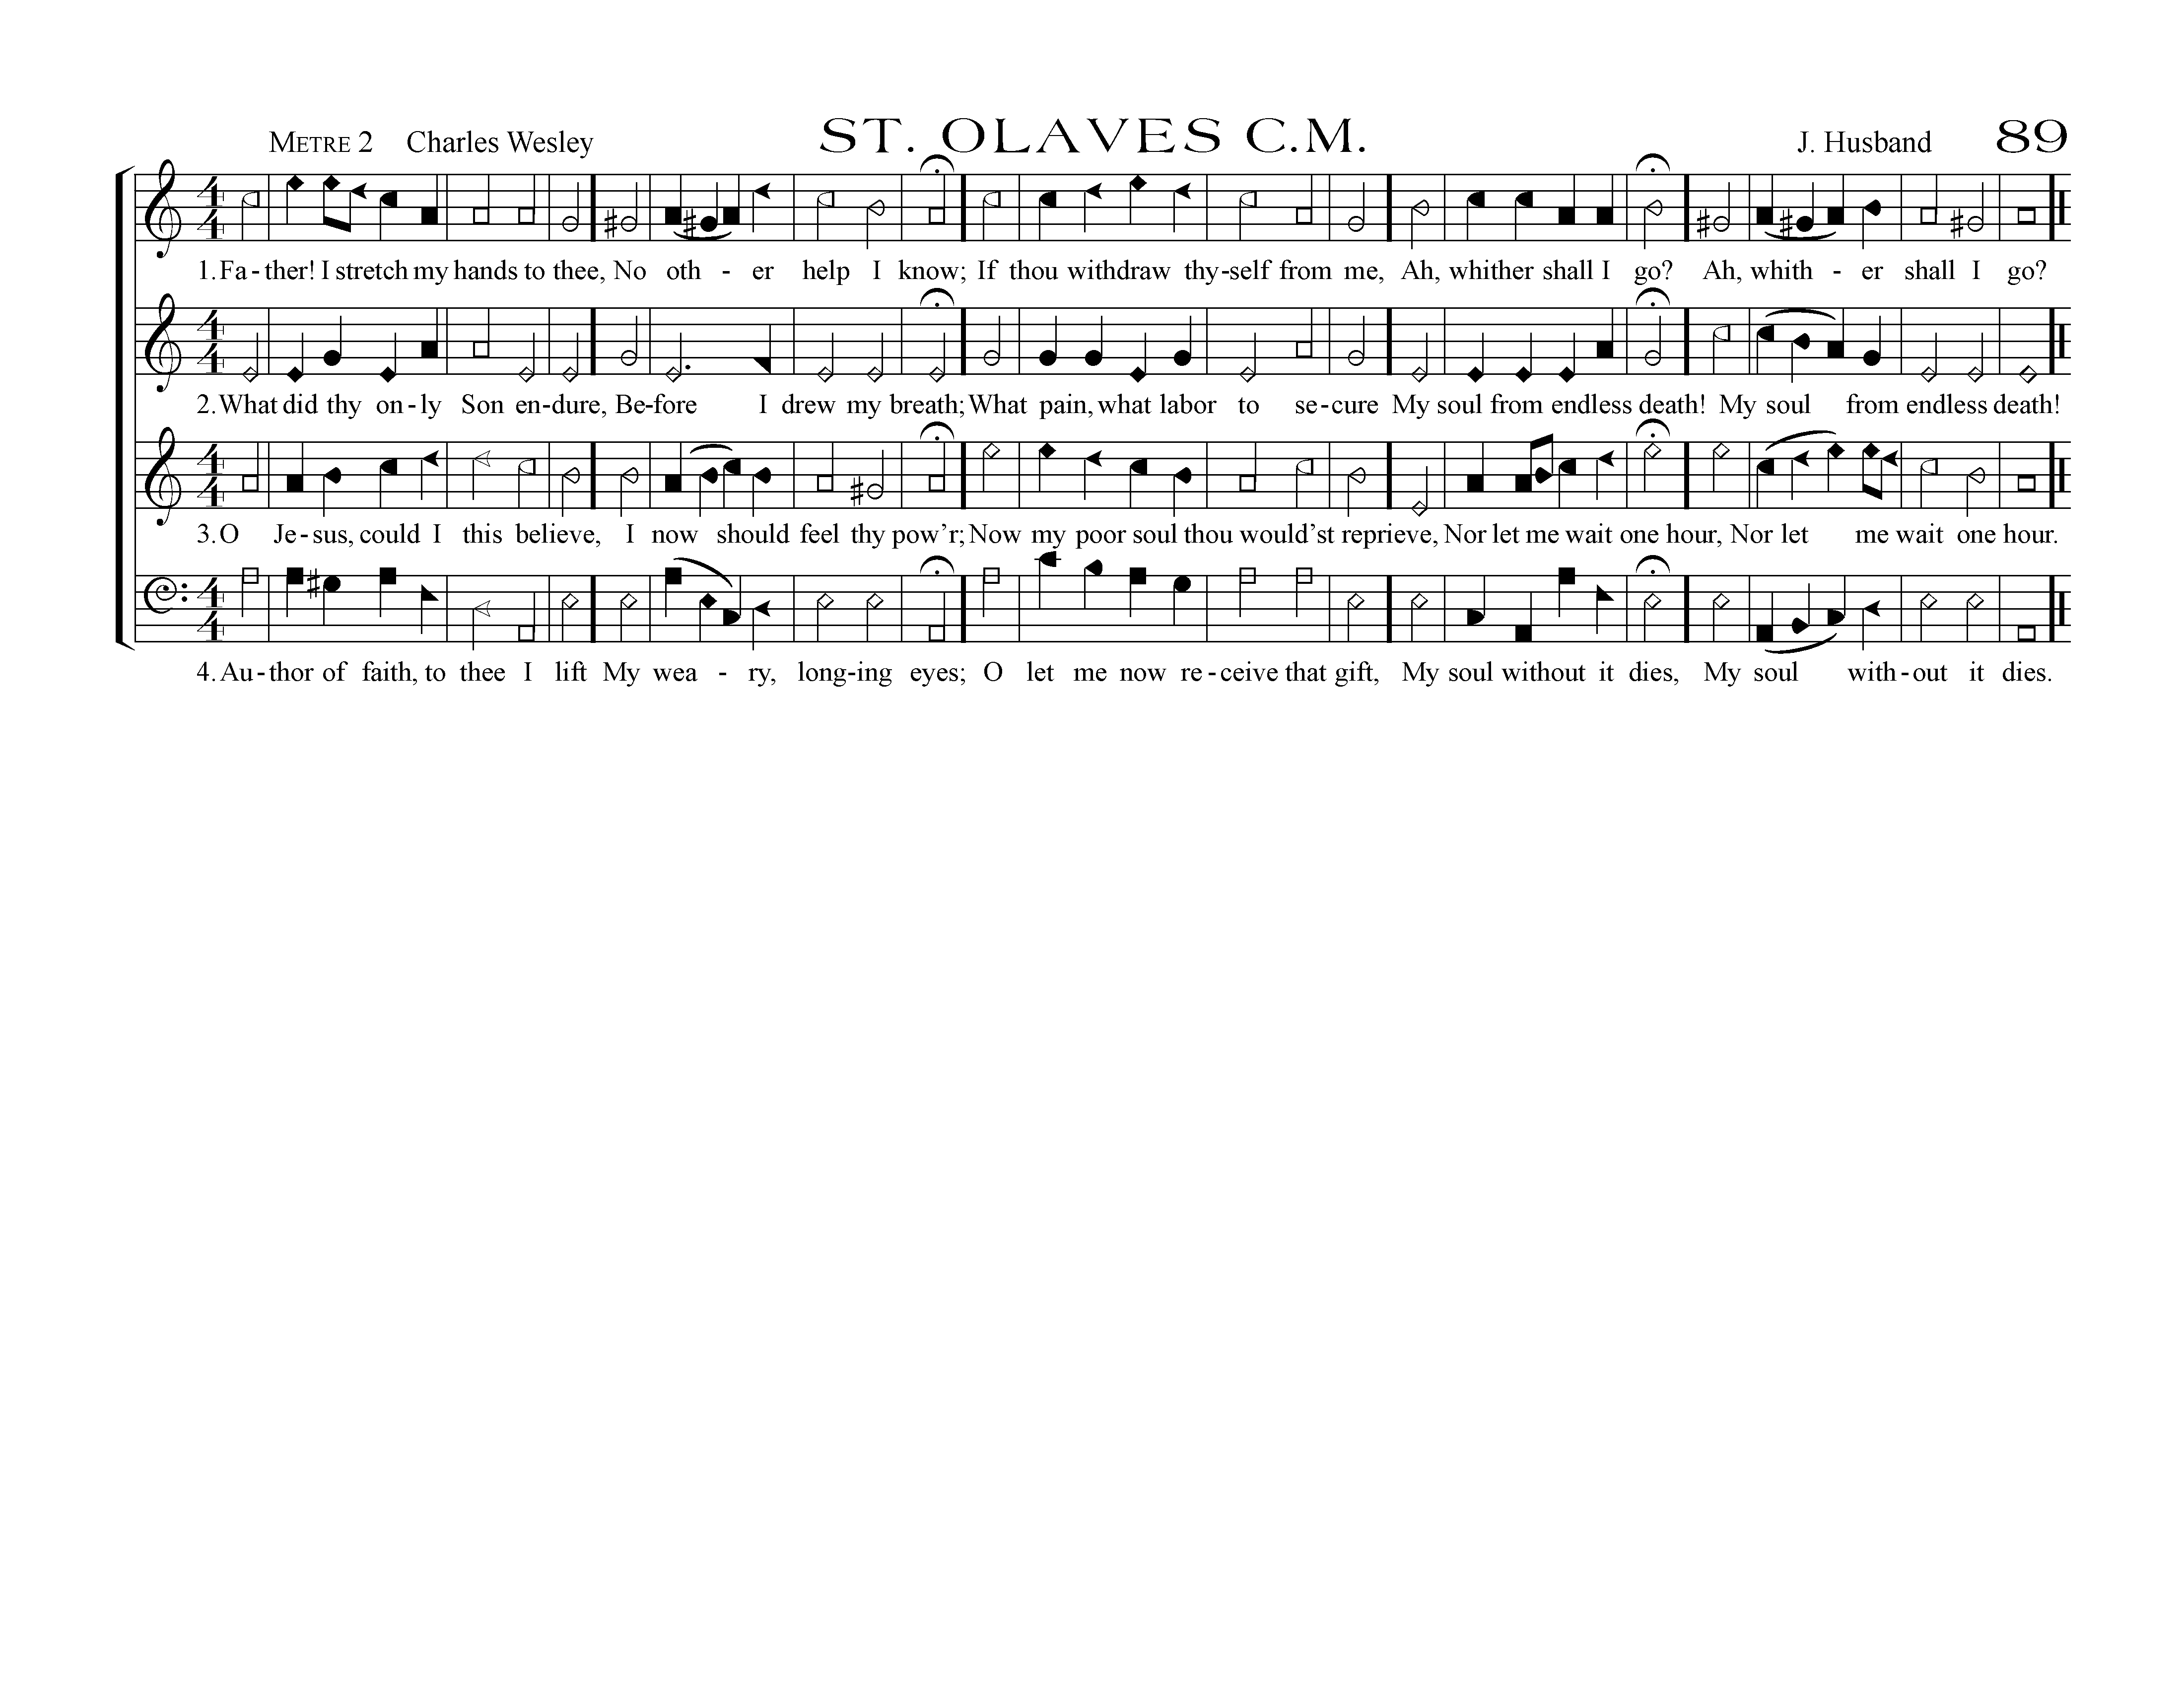 METRE 2 Charles Wesley ST. OLAVES C.M. J. Husband 89
1. Fa-ther! I stretch my hands to thee, No oth-er help I know; If thou withdraw thy-self from me, Ah, whither shall I go? Ah, whith-er shall I go?
2. What did thy on-ly Son en-dure, Be-fore I drew my breath; What pain, what labor to se-cure My soul from endless death! My soul from endless death!
3. O Je-sus, could I this believe, I now should feel thy pow'r; Now my poor soul thou would'st reprieve, Nor let me wait one hour, Nor let me wait one hour.
4. Au-thor of faith, to thee I lift My wea-ry, long-ing eyes; O let me now re-ceive that gift, My soul without it dies, My soul with-out it dies.